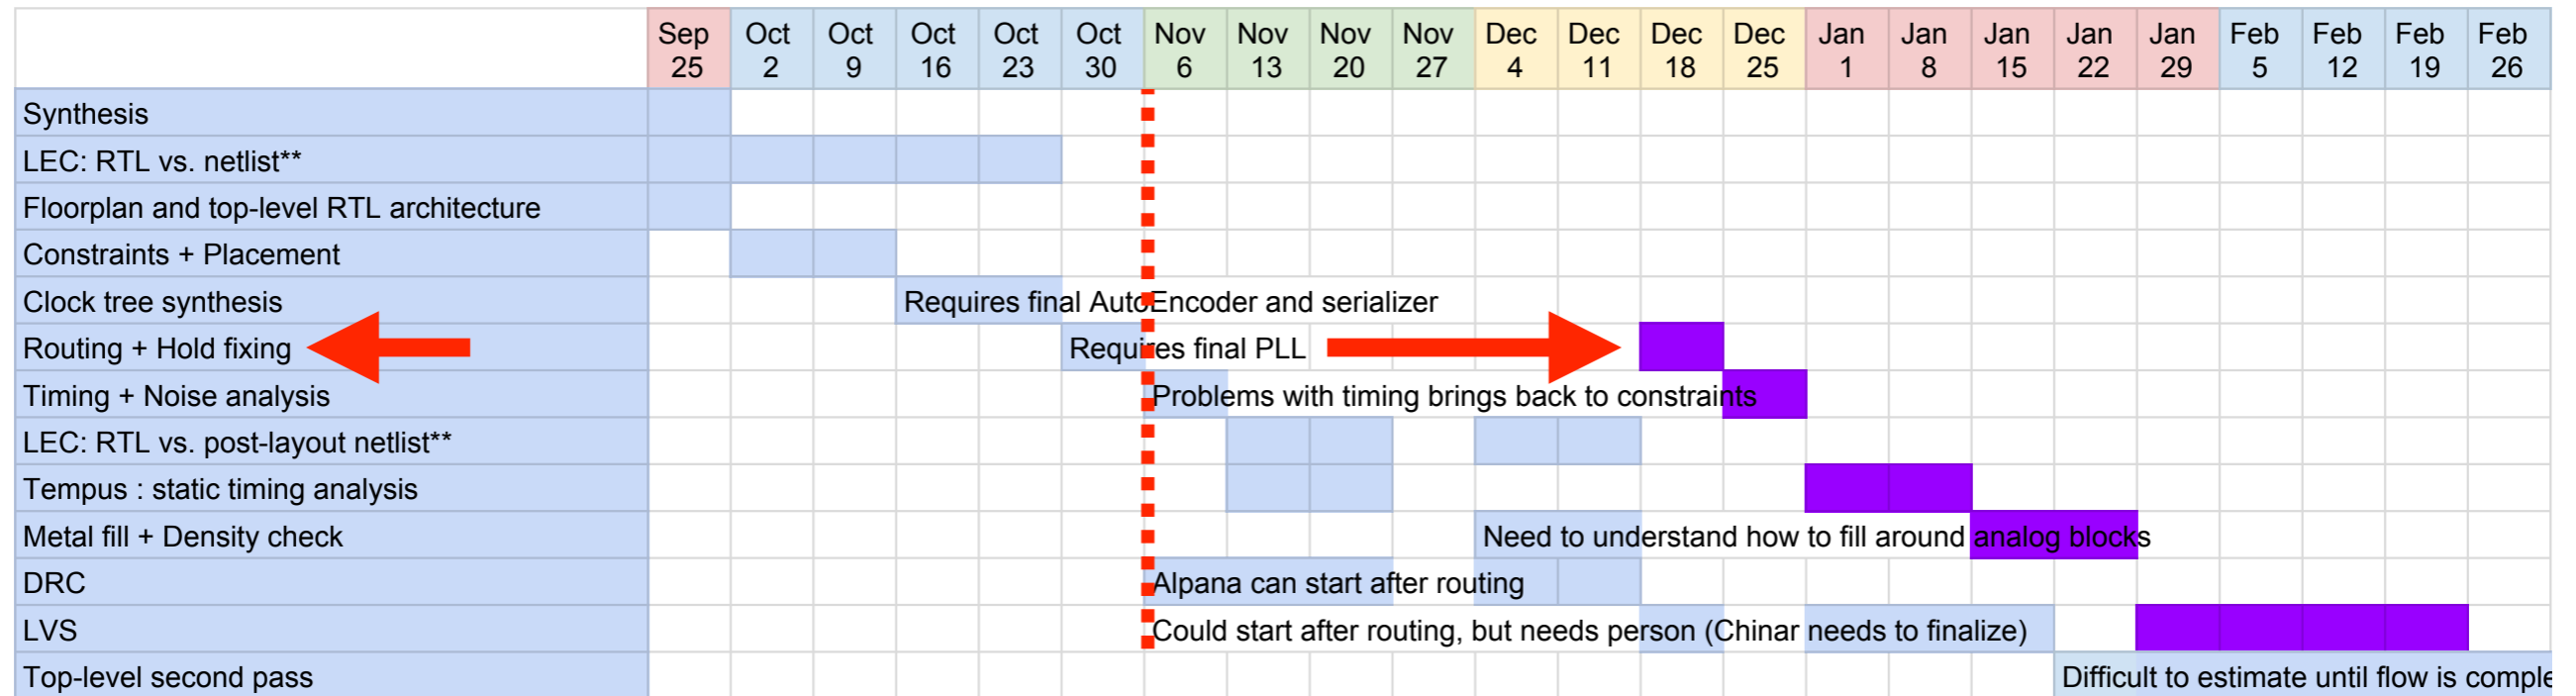 Sep 25 Oct 2 Oct 9 Oct 16 Oct 23 Oct 30 Nov 6 Nov 13 Nov 20 Nov 27 Dec 4 Dec 11 Dec 18 Dec 25 Jan 1 Jan 8 Jan 15 Jan 22 Jan 29 Feb 5 Feb 12 Feb 19 Feb 26
Synthesis
LEC: RTL vs. netlist**
Floorplan and top-level RTL architecture
Constraints + Placement
Clock tree synthesis Requires final AutoEncoder and serializer
Routing + Hold fixing Requires final PLL
Timing + Noise analysis Problems with timing brings back to constraints
LEC: RTL vs. post-layout netlist**
Tempus : static timing analysis
Metal fill + Density check Need to understand how to fill around analog blocks
DRC Alpana can start after routing
LVS Could start after routing, but needs person (Chinar needs to finalize)
Top-level second pass Difficult to estimate until flow is comple